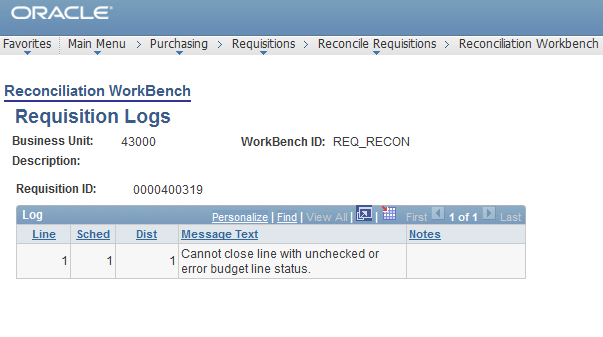 ORACLE
Favorites Main Menu > Purchasing > Requisitions > Reconcile Requisitions > Reconciliation Workbench
Reconciliation WorkBench
Requisition Logs
Business Unit: 43000 WorkBench ID: REQ_RECON
Description:
Requisition ID: 0000400319
Log Personalize | Find | View All | | First 1 of 1 Last
Line Sched Dist Message Text Notes
1 1 1 Cannot close line with unchecked or
error budget line status.